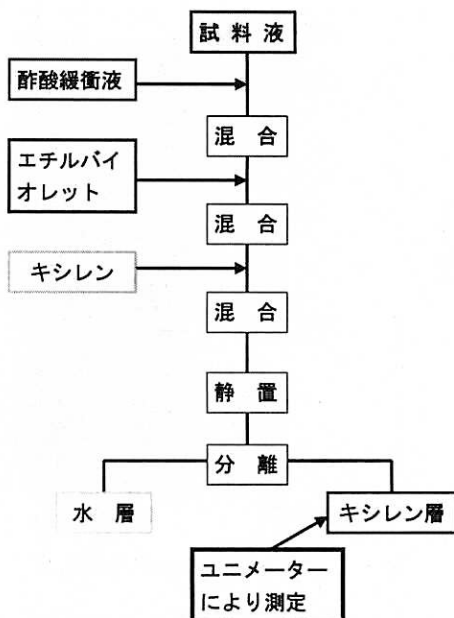 試料液
酢酸緩衝液
混合
エチルバイ
オレット
混合
キシレン
混合
静置
分離
水層
キシレン層
ユニメーター
により測定